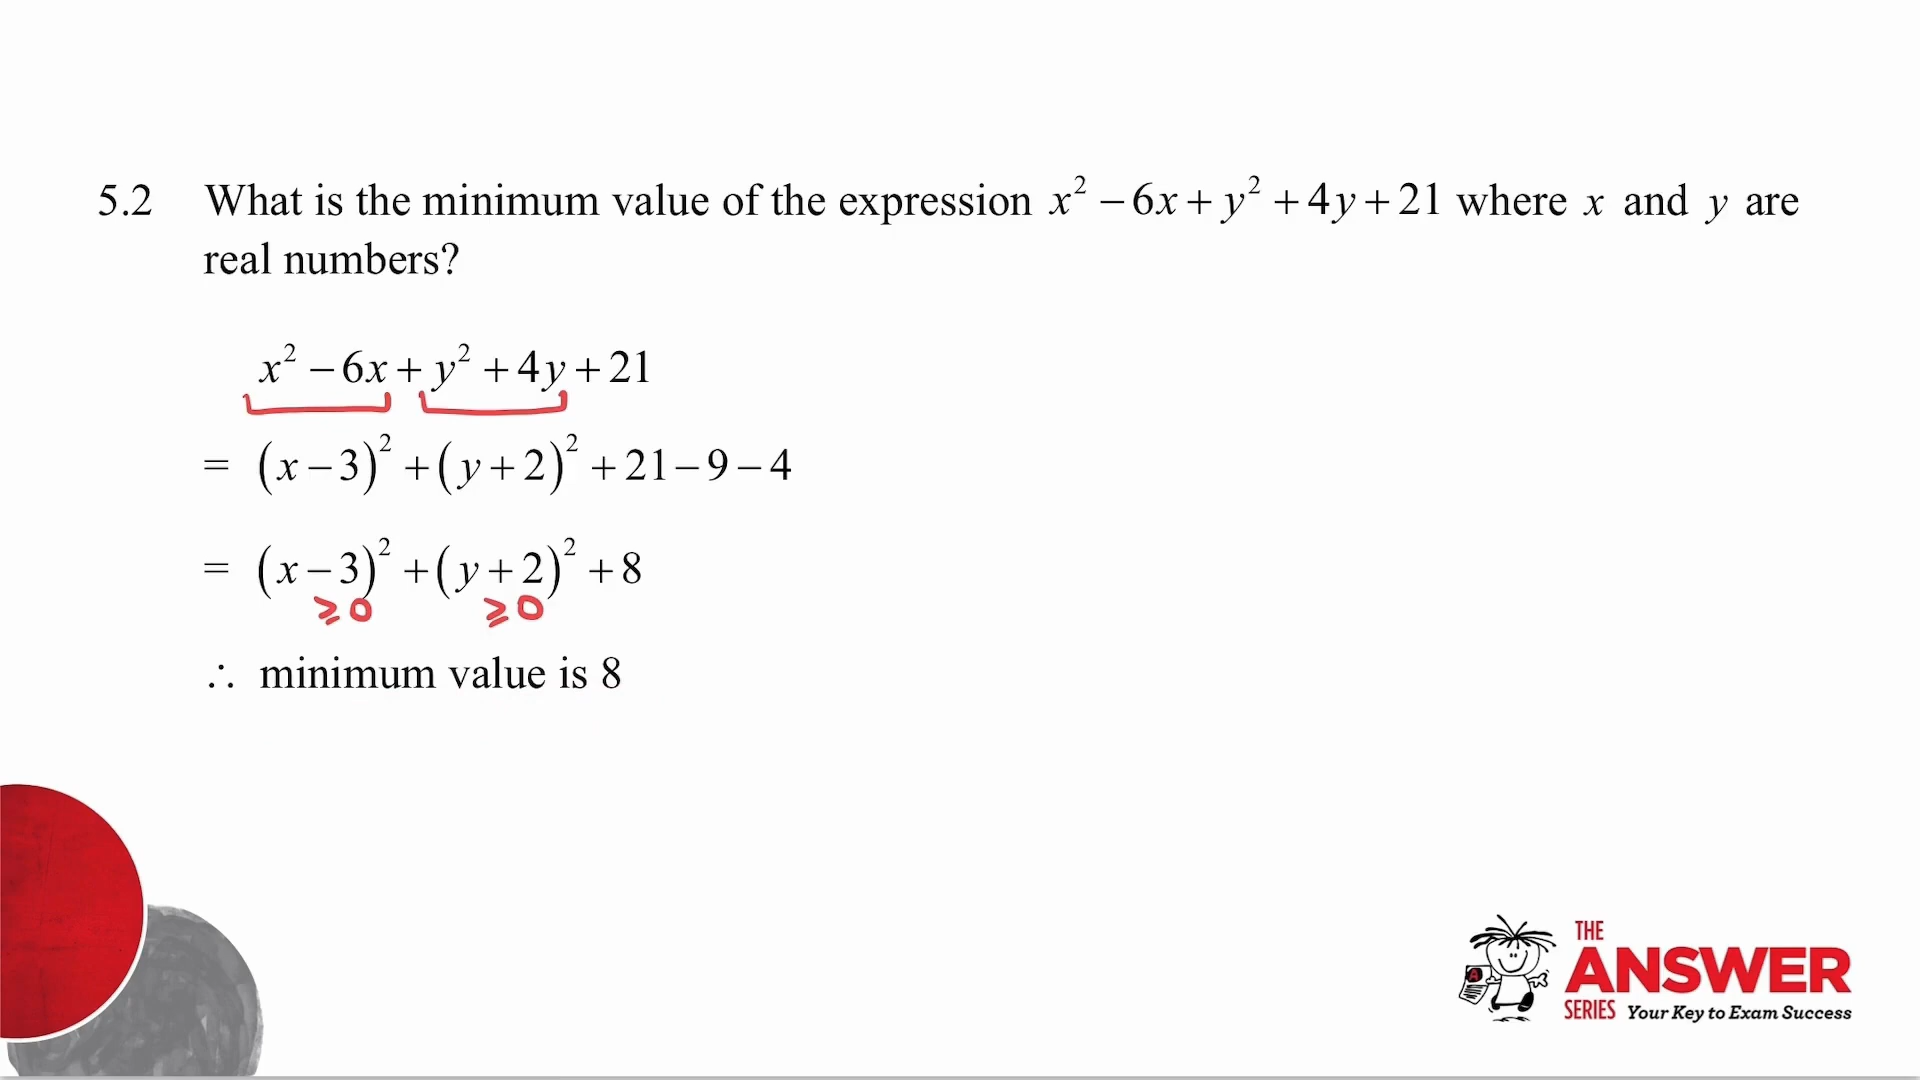 5.2 What is the minimum value of the expression x² − 6x + y² + 4y + 21 where x and y are
real numbers?
x² − 6x + y² + 4y + 21
= (x − 3)² + (y + 2)² + 21 − 9 − 4
= (x − 3)² + (y + 2)² + 8
≥ 0 ≥ 0
∴ minimum value is 8
A
THE
ANSWER
SERIES Your Key to Exam Success